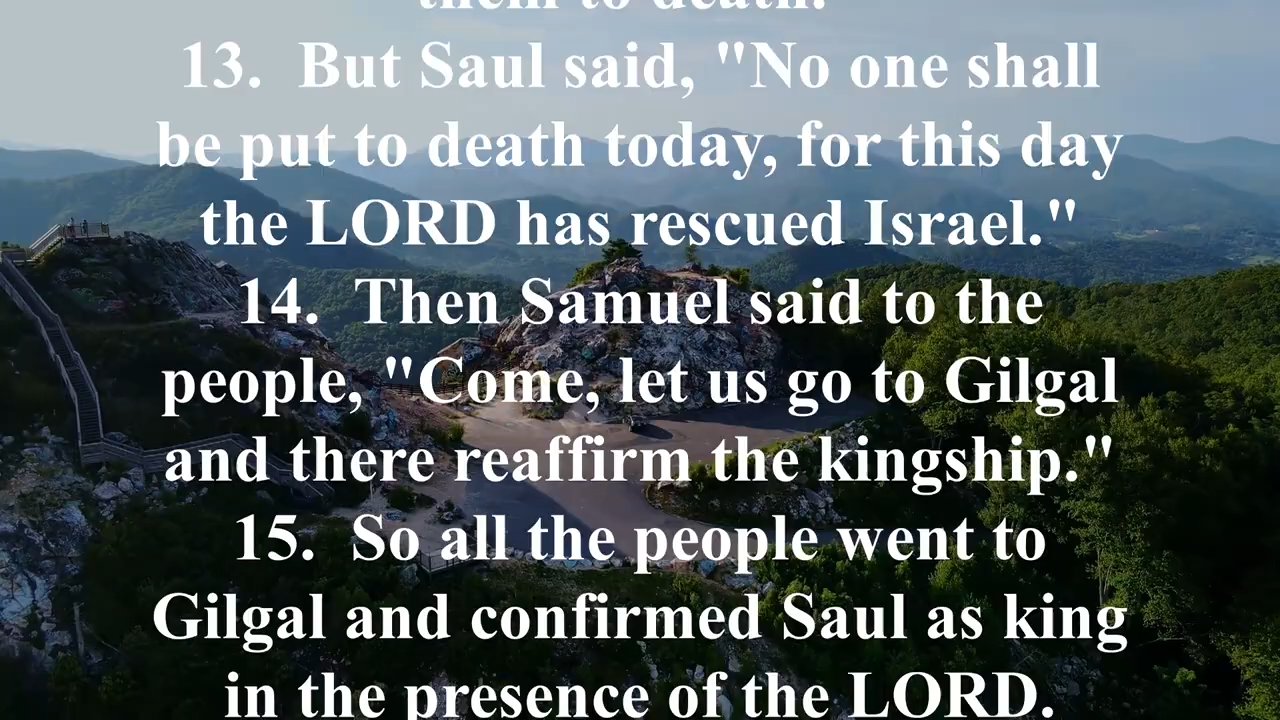 them to death."
13. But Saul said, "No one shall
be put to death today, for this day
the LORD has rescued Israel."
14. Then Samuel said to the
people, "Come, let us go to Gilgal
and there reaffirm the kingship."
15. So all the people went to
Gilgal and confirmed Saul as king
in the presence of the LORD.